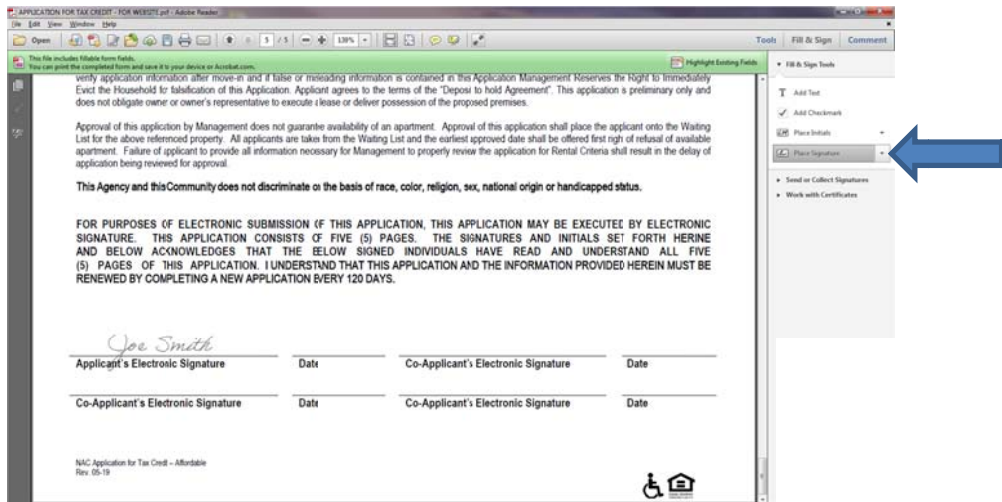 APPLICATION FOR TAX CREDIT - FOR WEBSITE.pdf - Adobe Reader
File Edit View Window Help
Open 5 / 5 138% Tools Fill & Sign Comment
This file includes fillable form fields.
You can print the completed form and save it to your device or Acrobat.com.
Highlight Existing Fields
verify application information after move-in and if false or misleading information is contained in this Application Management Reserves the Right to Immediately
Evict the Household for falsification of this Application. Applicant agrees to the terms of the "Deposi to hold Agreement". This application is preliminary only and
does not obligate owner or owner's representative to execute a lease or deliver possession of the proposed premises.
Approval of this application by Management does not guarantee availability of an apartment. Approval of this application shall place the applicant onto the Waiting
List for the above referenced property. All applicants are taken from the Waiting List and the earliest approved date shall be offered first righ of refusal of available
apartment. Failure of applicant to provide all information necessary for Management to properly review the application for Rental Criteria shall result in the delay of
application being reviewed for approval.
This Agency and this Community does not discriminate on the basis of race, color, religion, sex, national origin or handicapped status.
FOR PURPOSES OF ELECTRONIC SUBMISSION OF THIS APPLICATION, THIS APPLICATION MAY BE EXECUTED BY ELECTRONIC
SIGNATURE. THIS APPLICATION CONSISTS OF FIVE (5) PAGES. THE SIGNATURES AND INITIALS SET FORTH HERINE
AND BELOW ACKNOWLEDGES THAT THE BELOW SIGNED INDIVIDUALS HAVE READ AND UNDERSTAND ALL FIVE
(5) PAGES OF THIS APPLICATION. I UNDERSTAND THAT THIS APPLICATION AND THE INFORMATION PROVIDED HEREIN MUST BE
RENEWED BY COMPLETING A NEW APPLICATION EVERY 120 DAYS.
Joe Smith
Applicant's Electronic Signature Date Co-Applicant's Electronic Signature Date
Co-Applicant's Electronic Signature Date Co-Applicant's Electronic Signature Date
NAC Application for Tax Credit – Affordable
Rev. 05-19
Fill & Sign Tools
Add Text
Add Checkmark
Place Initials
Place Signature
Send or Collect Signatures
Work with Certificates